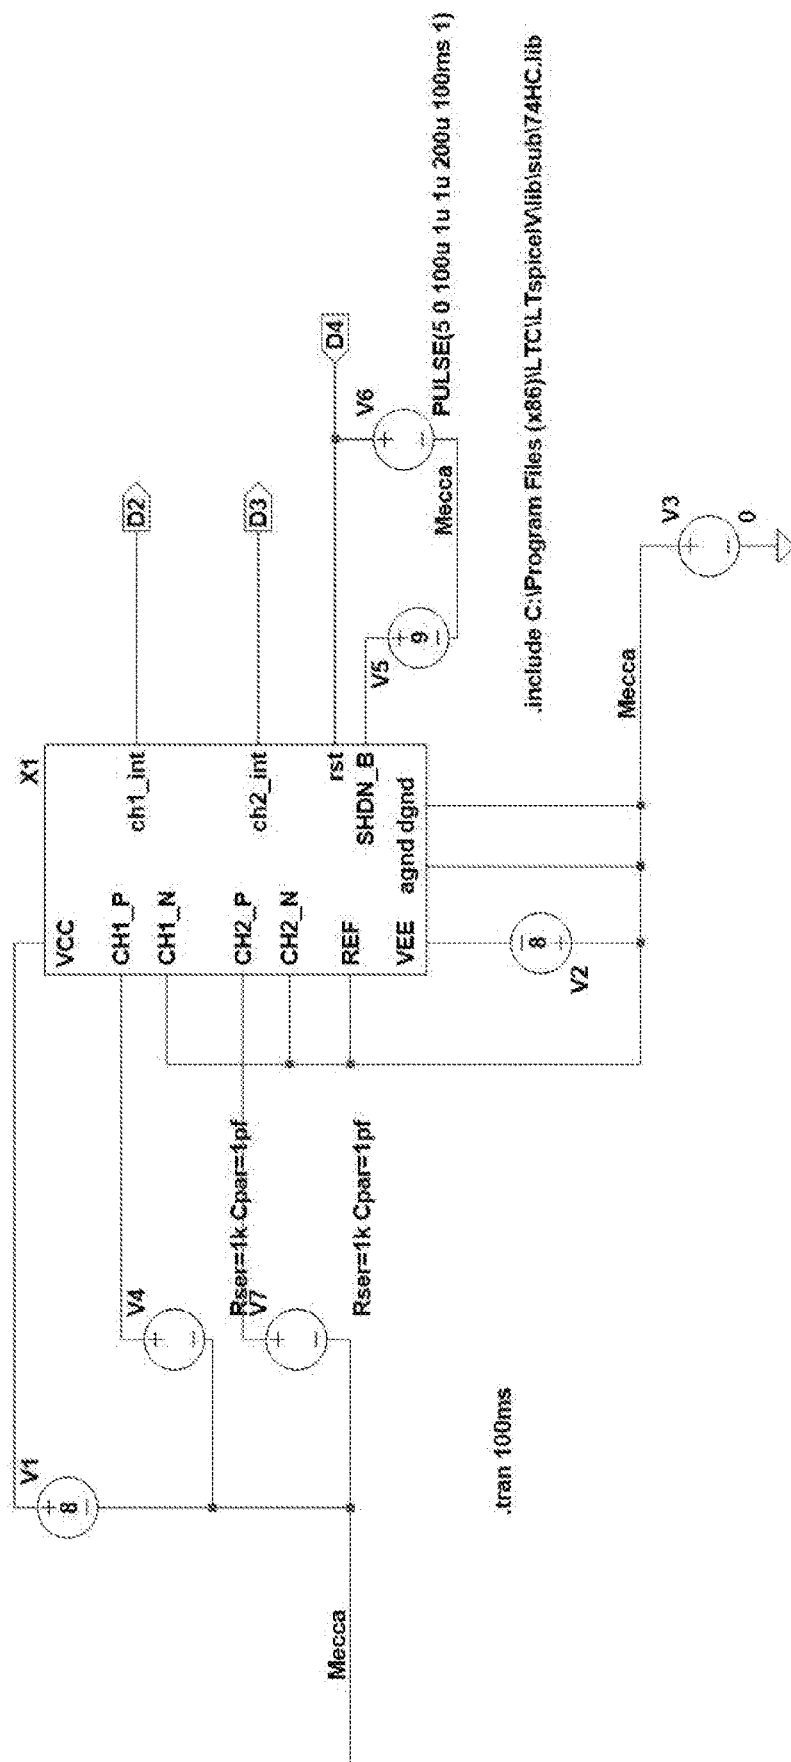 V1
+
8
−
V4
+
−
Rser=1k Cpar=1pf
V7
+
−
Rser=1k Cpar=1pf
Mecca
.tran 100ms
X1
VCC
CH1_P
CH1_N
CH2_P
CH2_N
REF
VEE
ch1_int
ch2_int
rst
SHDN_B
agnd dgnd
D2
D3
D4
V2
8
V5
+
−
Mecca
V6
+
−
PULSE(5 0 100u 1u 1u 200u 100ms 1)
.include C:\Program Files (x86)\LTC\LTspiceIV\lib\sub\74HC.lib
Mecca
V3
+
−
0